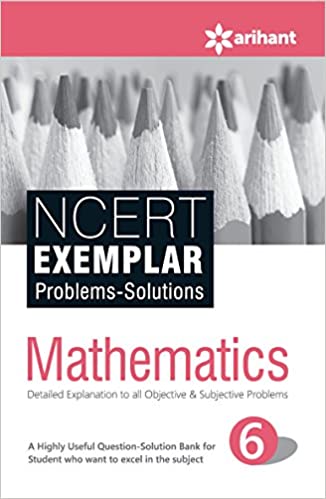 arihant
NCERT
EXEMPLAR
Problems-Solutions
Mathematics
Detailed Explanation to all Objective & Subjective Problems
A Highly Useful Question-Solution Bank for
Student who want to excel in the subject
6